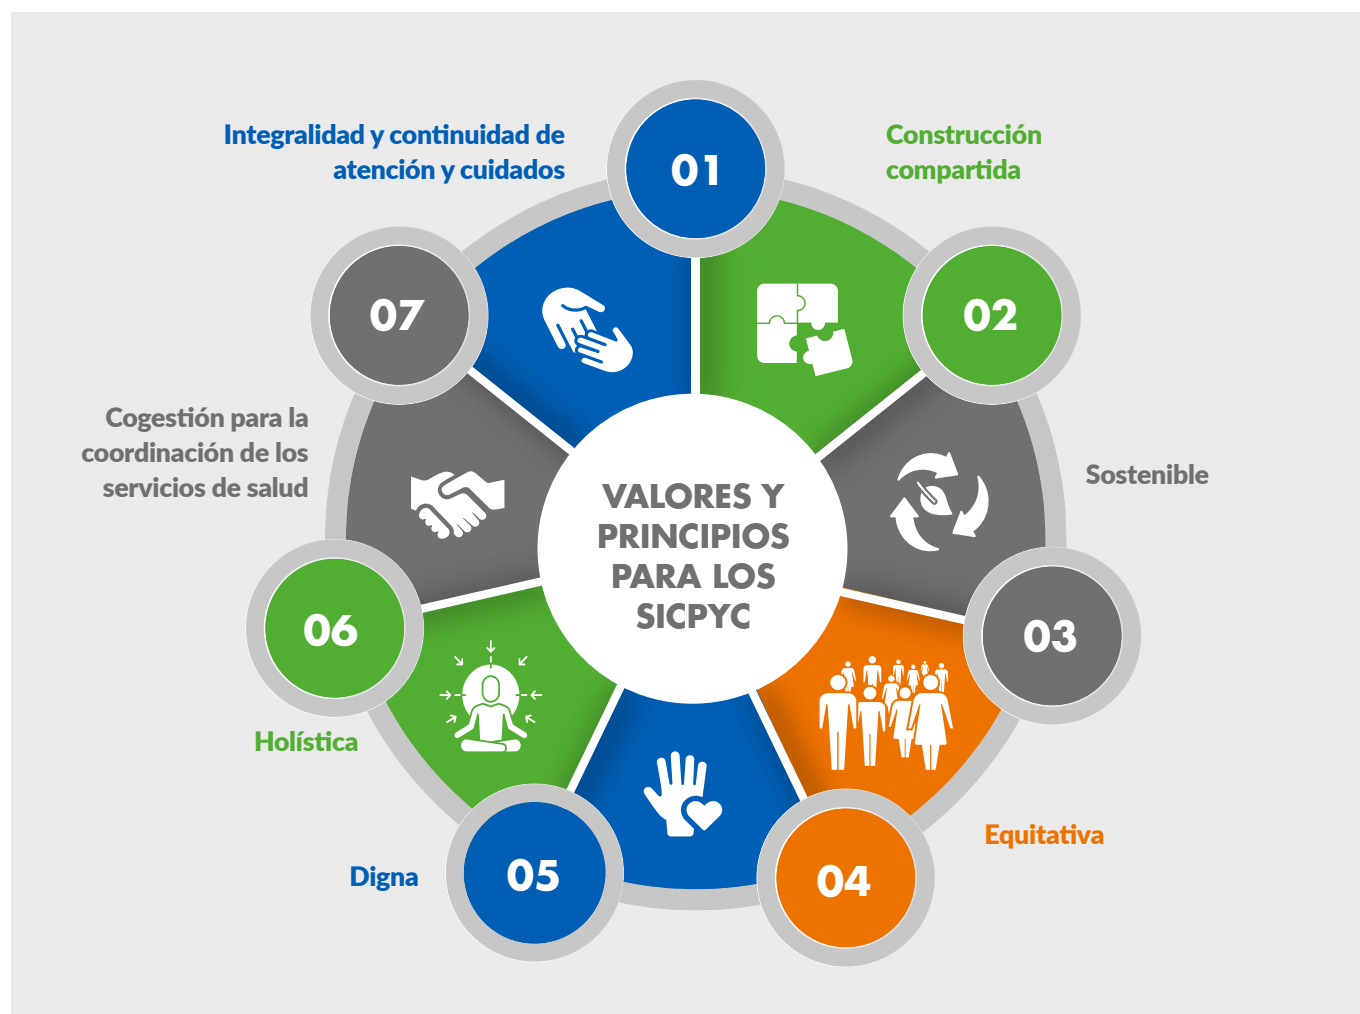 VALORES Y
PRINCIPIOS
PARA LOS
SICPYC
01
Integralidad y continuidad de
atención y cuidados
02
Construcción
compartida
03
Sostenible
04
Equitativa
05
Digna
06
Holística
07
Cogestión para la
coordinación de los
servicios de salud